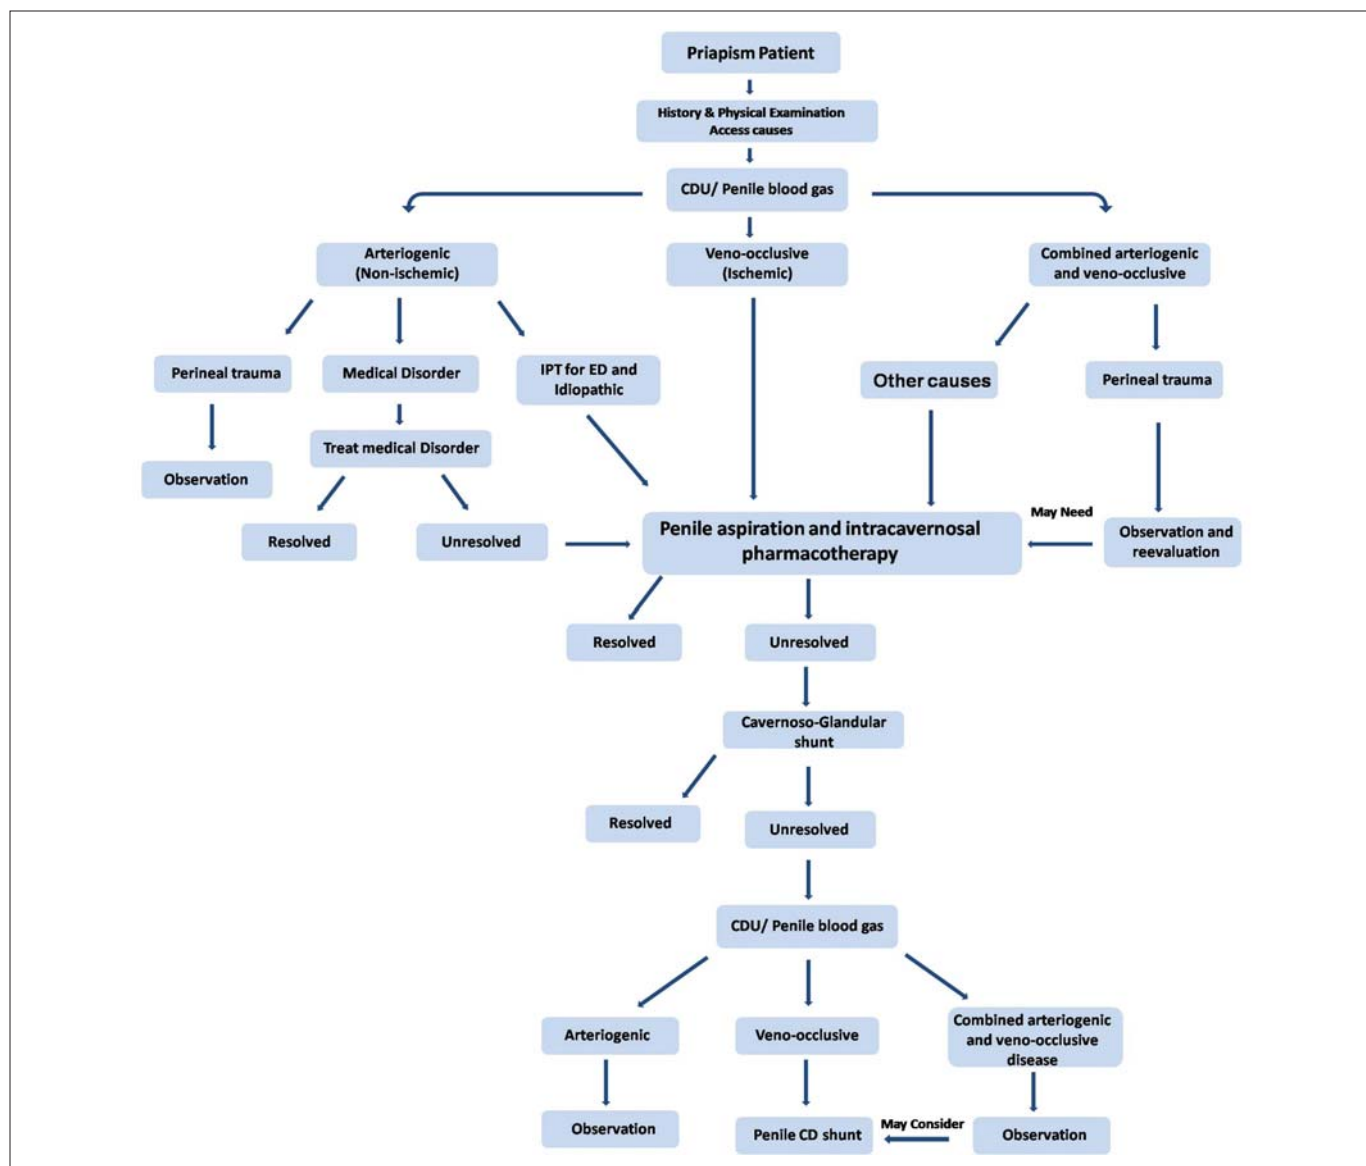 Priapism Patient
History & Physical Examination
Access causes
CDU/ Penile blood gas
Arteriogenic
(Non-ischemic)
Veno-occlusive
(Ischemic)
Combined arteriogenic
and veno-occlusive
Perineal trauma
Medical Disorder
IPT for ED and
Idiopathic
Other causes
Perineal trauma
Treat medical Disorder
Observation
Resolved
Unresolved
Penile aspiration and intracavernosal
pharmacotherapy
May Need
Observation and
reevaluation
Resolved
Unresolved
Cavernoso-Glandular
shunt
Resolved
Unresolved
CDU/ Penile blood gas
Arteriogenic
Veno-occlusive
Combined arteriogenic
and veno-occlusive
disease
Observation
Penile CD shunt
May Consider
Observation